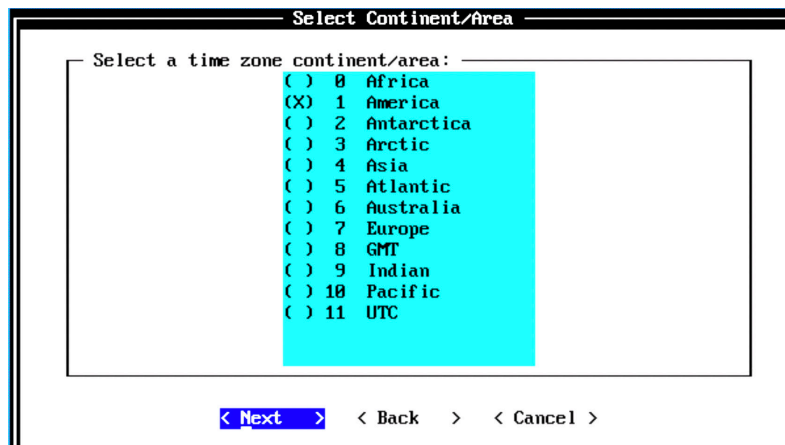 Select Continent/Area
Select a time zone continent/area:
( ) 0 Africa
(X) 1 America
( ) 2 Antarctica
( ) 3 Arctic
( ) 4 Asia
( ) 5 Atlantic
( ) 6 Australia
( ) 7 Europe
( ) 8 GMT
( ) 9 Indian
( ) 10 Pacific
( ) 11 UTC
< Next > < Back > < Cancel >